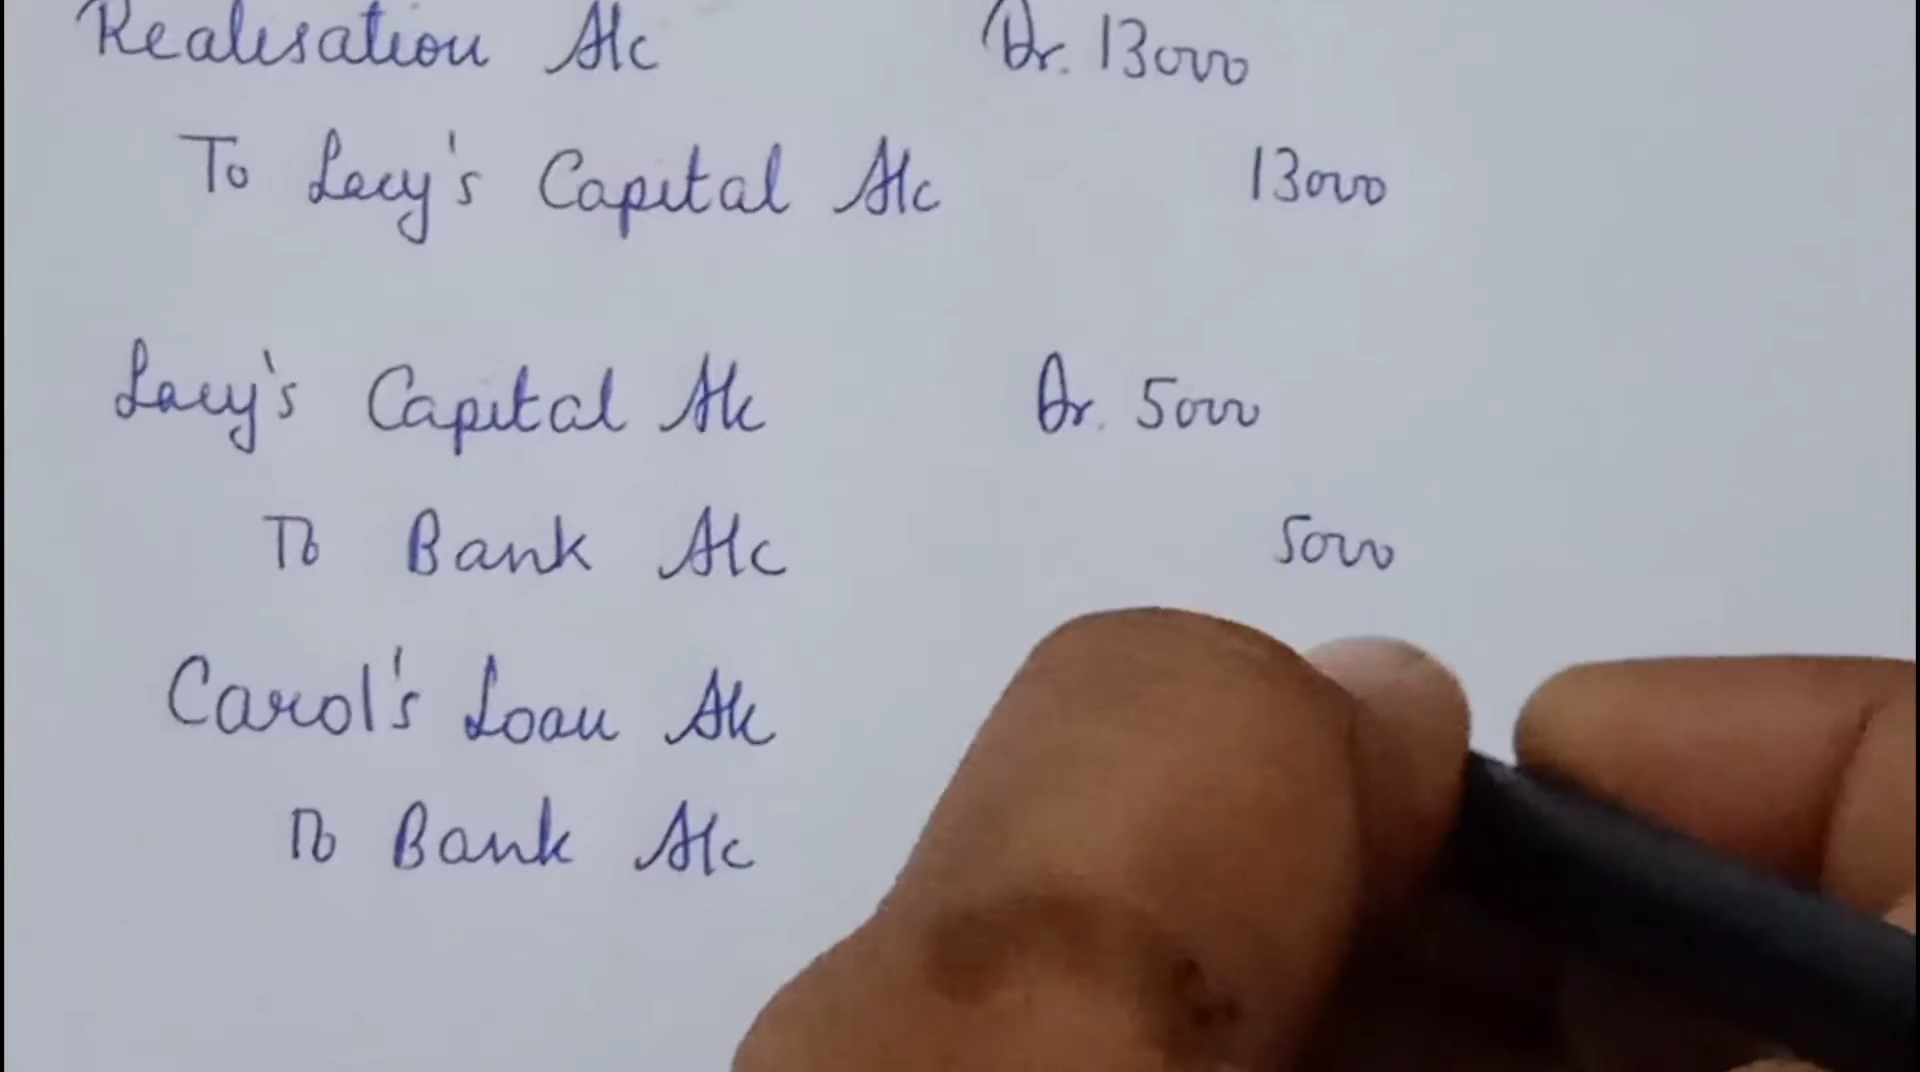 Realisation A/c Dr. 13000
To Lacy's Capital A/c 13000
Lacy's Capital A/c Dr. 5000
To Bank A/c 5000
Carol's Loan A/c
To Bank A/c